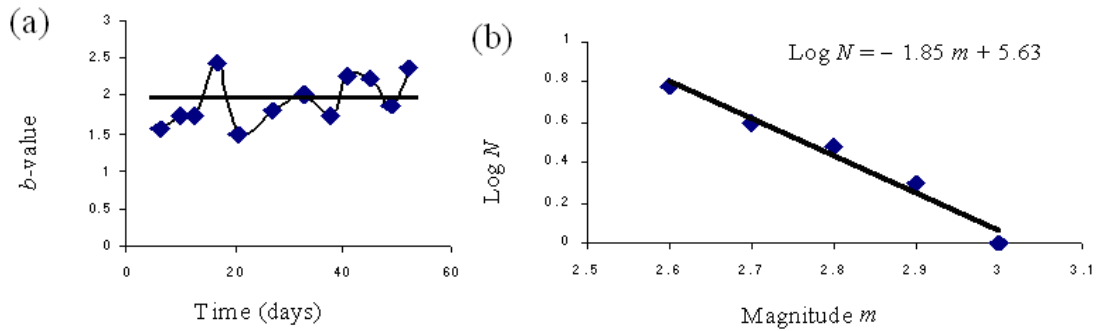 (a)
3
2.5
2
1.5
1
0.5
0
b-value
0 20 40 60
Time (days)
(b)
Log N = – 1.85 m + 5.63
1
0.8
0.6
0.4
0.2
0
Log N
2.5 2.6 2.7 2.8 2.9 3 3.1
Magnitude m